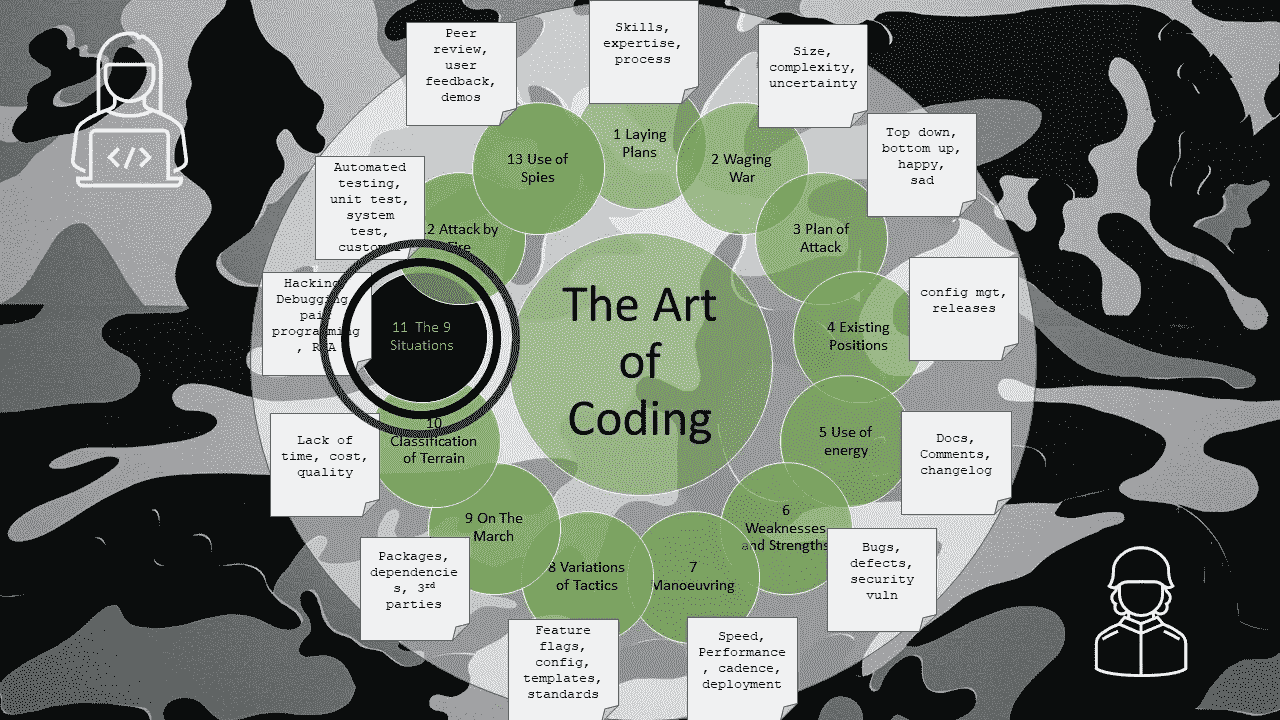 The Art
of
Coding
Skills,
expertise,
process
1 Laying
Plans
Size,
complexity,
uncertainty
2 Waging
War
Top down,
bottom up,
happy,
sad
3 Plan of
Attack
config mgt,
releases
4 Existing
Positions
Docs,
Comments,
changelog
5 Use of
energy
Bugs,
defects,
security
vuln
6
Weaknesses
and Strengths
Speed,
Performance
, cadence,
deployment
7
Manoeuvring
Feature
flags,
config,
templates,
standards
8 Variations
of Tactics
Packages,
dependencie
s, 3rd
parties
9 On The
March
Lack of
time, cost,
quality
10
Classification
of Terrain
Hacking
Debugging
pair
programming
,
11 The 9
Situations
Automated
testing,
unit test,
system
test,
12 Attack by
Fire
Peer
review,
user
feedback,
demos
13 Use of
Spies
</>